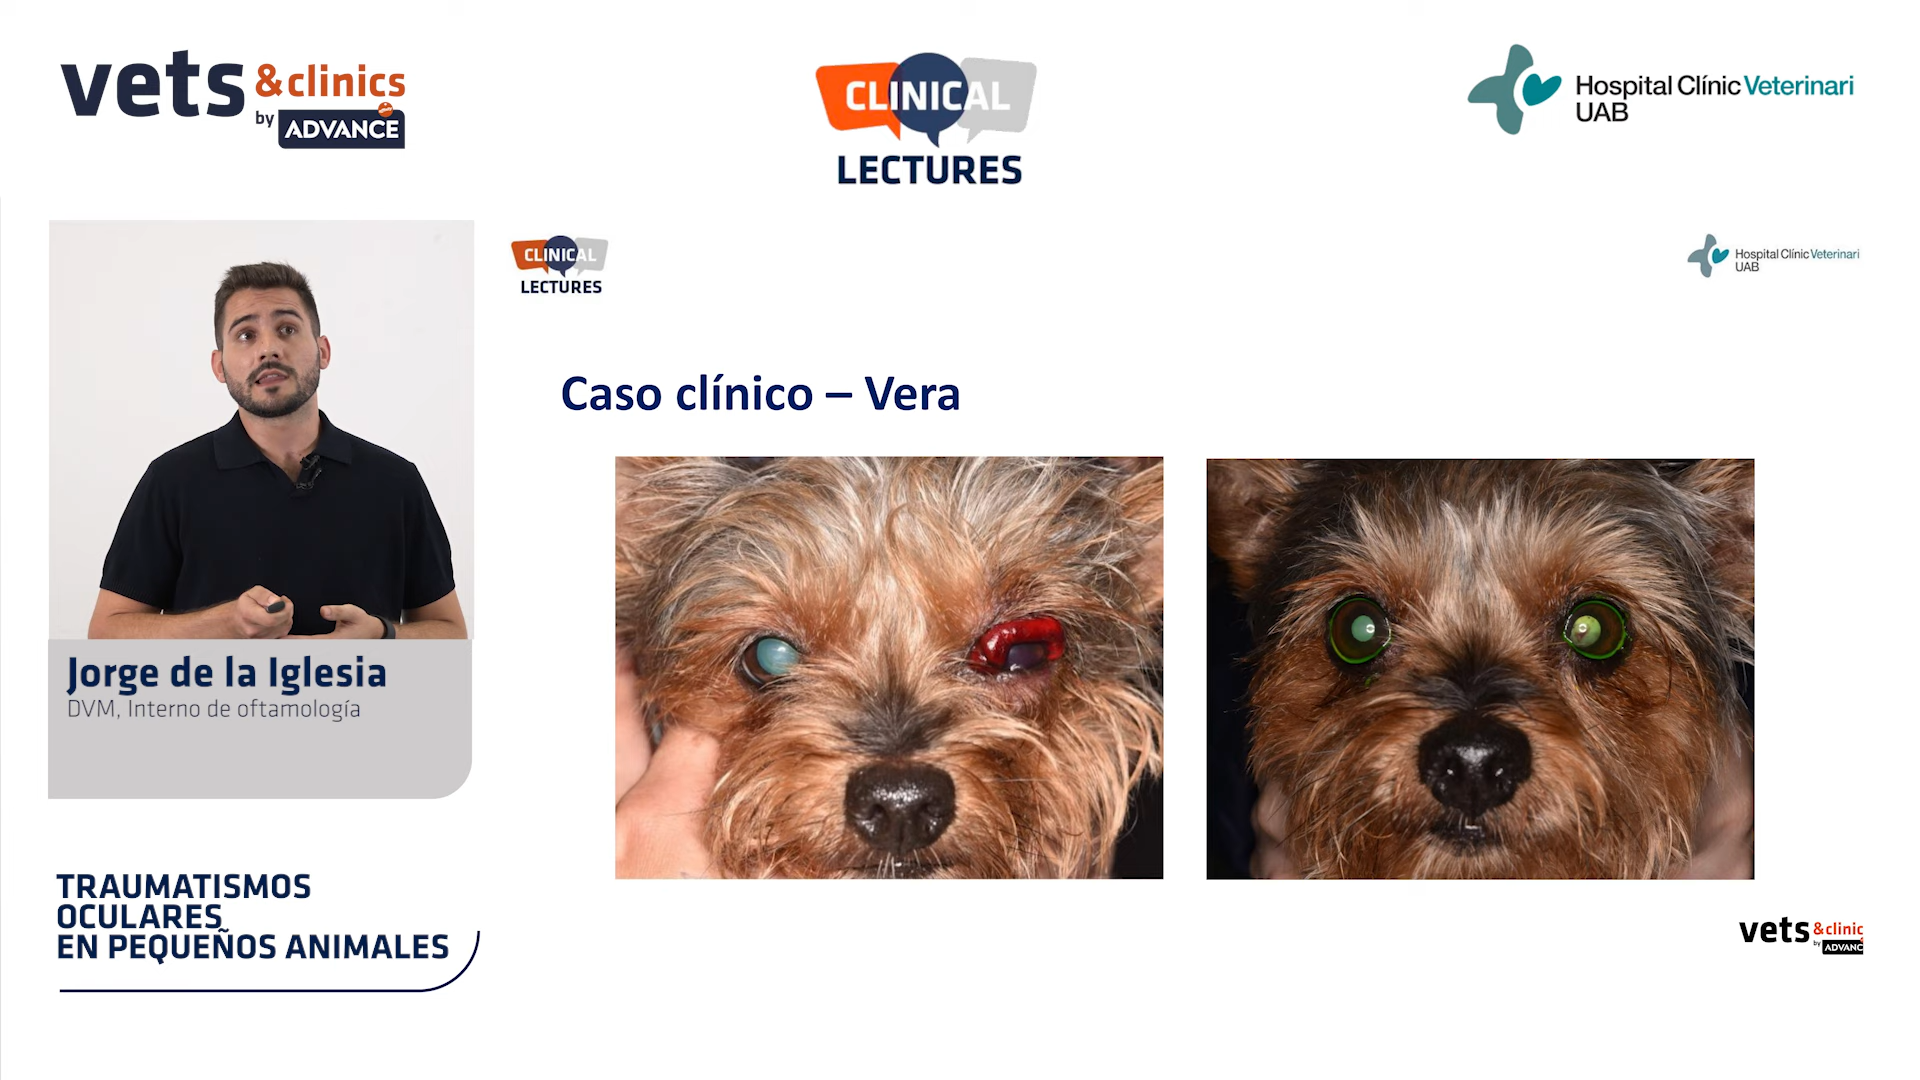 vets &clinics
by ADVANCE
CLINICAL
LECTURES
Hospital Clínic Veterinari
UAB
CLINICAL
LECTURES
Hospital Clínic Veterinari
UAB
Caso clínico – Vera
Jorge de la Iglesia
DVM, Interno de oftamología
TRAUMATISMOS
OCULARES
EN PEQUEÑOS ANIMALES
vets &clinic
by ADVANC